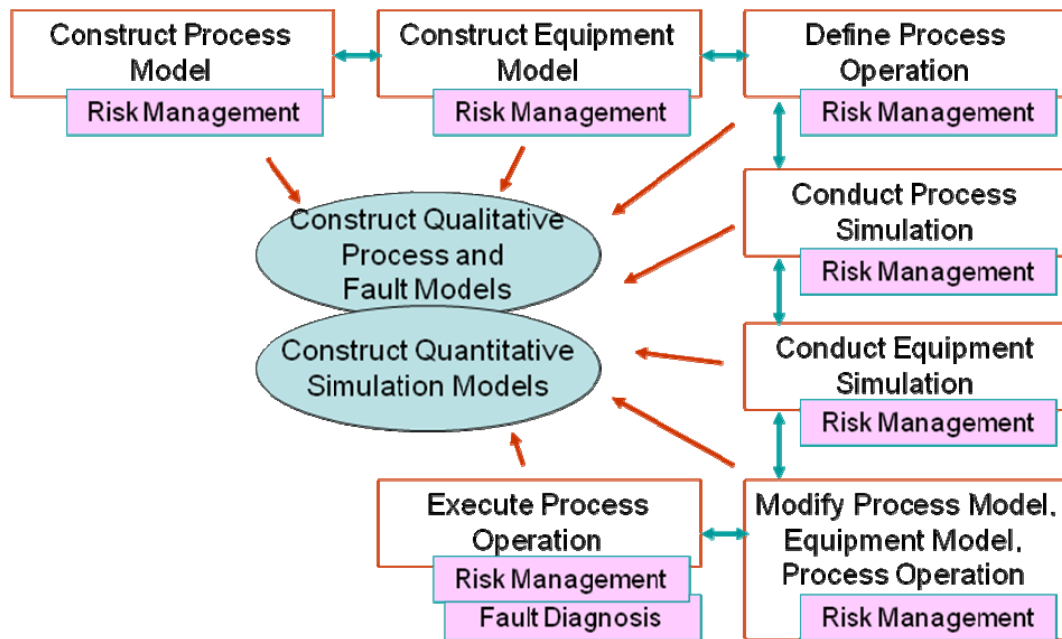 Construct Process
Model
Risk Management
Construct Equipment
Model
Risk Management
Define Process
Operation
Risk Management
Construct Qualitative
Process and
Fault Models
Conduct Process
Simulation
Risk Management
Construct Quantitative
Simulation Models
Conduct Equipment
Simulation
Risk Management
Execute Process
Operation
Risk Management
Fault Diagnosis
Modify Process Model,
Equipment Model,
Process Operation
Risk Management